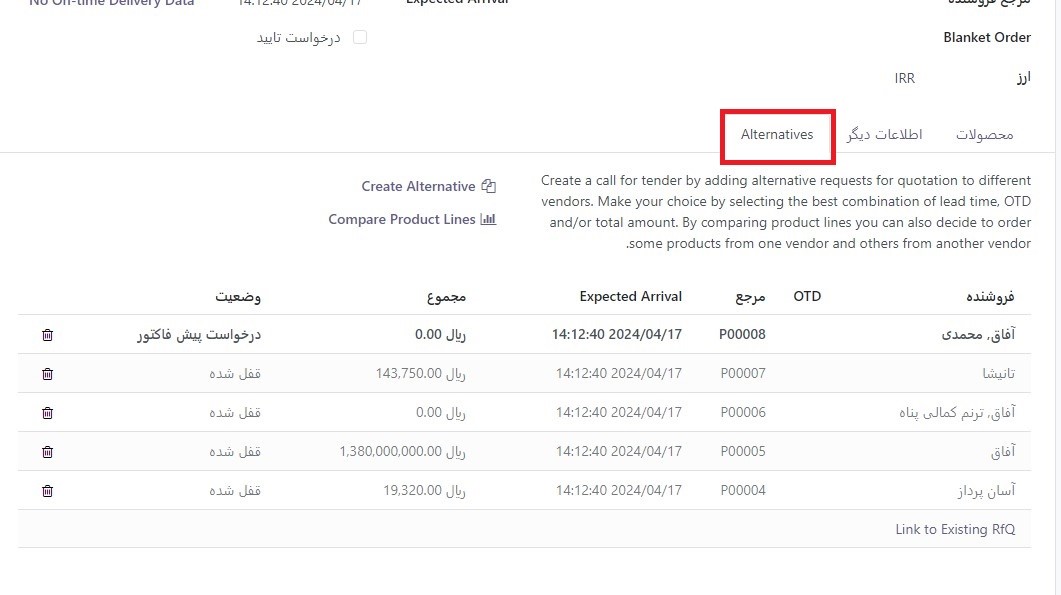 مرجع فروشنده
Expected Arrival 14:12:40 2024/04/17 No On-time Delivery Data
Blanket Order
درخواست تایید
ارز IRR
محصولات اطلاعات دیگر Alternatives
Create a call for tender by adding alternative requests for quotation to different
vendors. Make your choice by selecting the best combination of lead time, OTD
and/or total amount. By comparing product lines you can also decide to order
.some products from one vendor and others from another vendor
Create Alternative
Compare Product Lines
فروشنده OTD مرجع Expected Arrival مجموع وضعیت
آفاق, محمدی P00008 14:12:40 2024/04/17 ریال 0.00 درخواست پیش فاکتور
تانیشا P00007 14:12:40 2024/04/17 ریال 143,750.00 قفل شده
آفاق, ترنم کمالی پناه P00006 14:12:40 2024/04/17 ریال 0.00 قفل شده
آفاق P00005 14:12:40 2024/04/17 ریال 1,380,000,000.00 قفل شده
آسان پرداز P00004 14:12:40 2024/04/17 ریال 19,320.00 قفل شده
Link to Existing RfQ